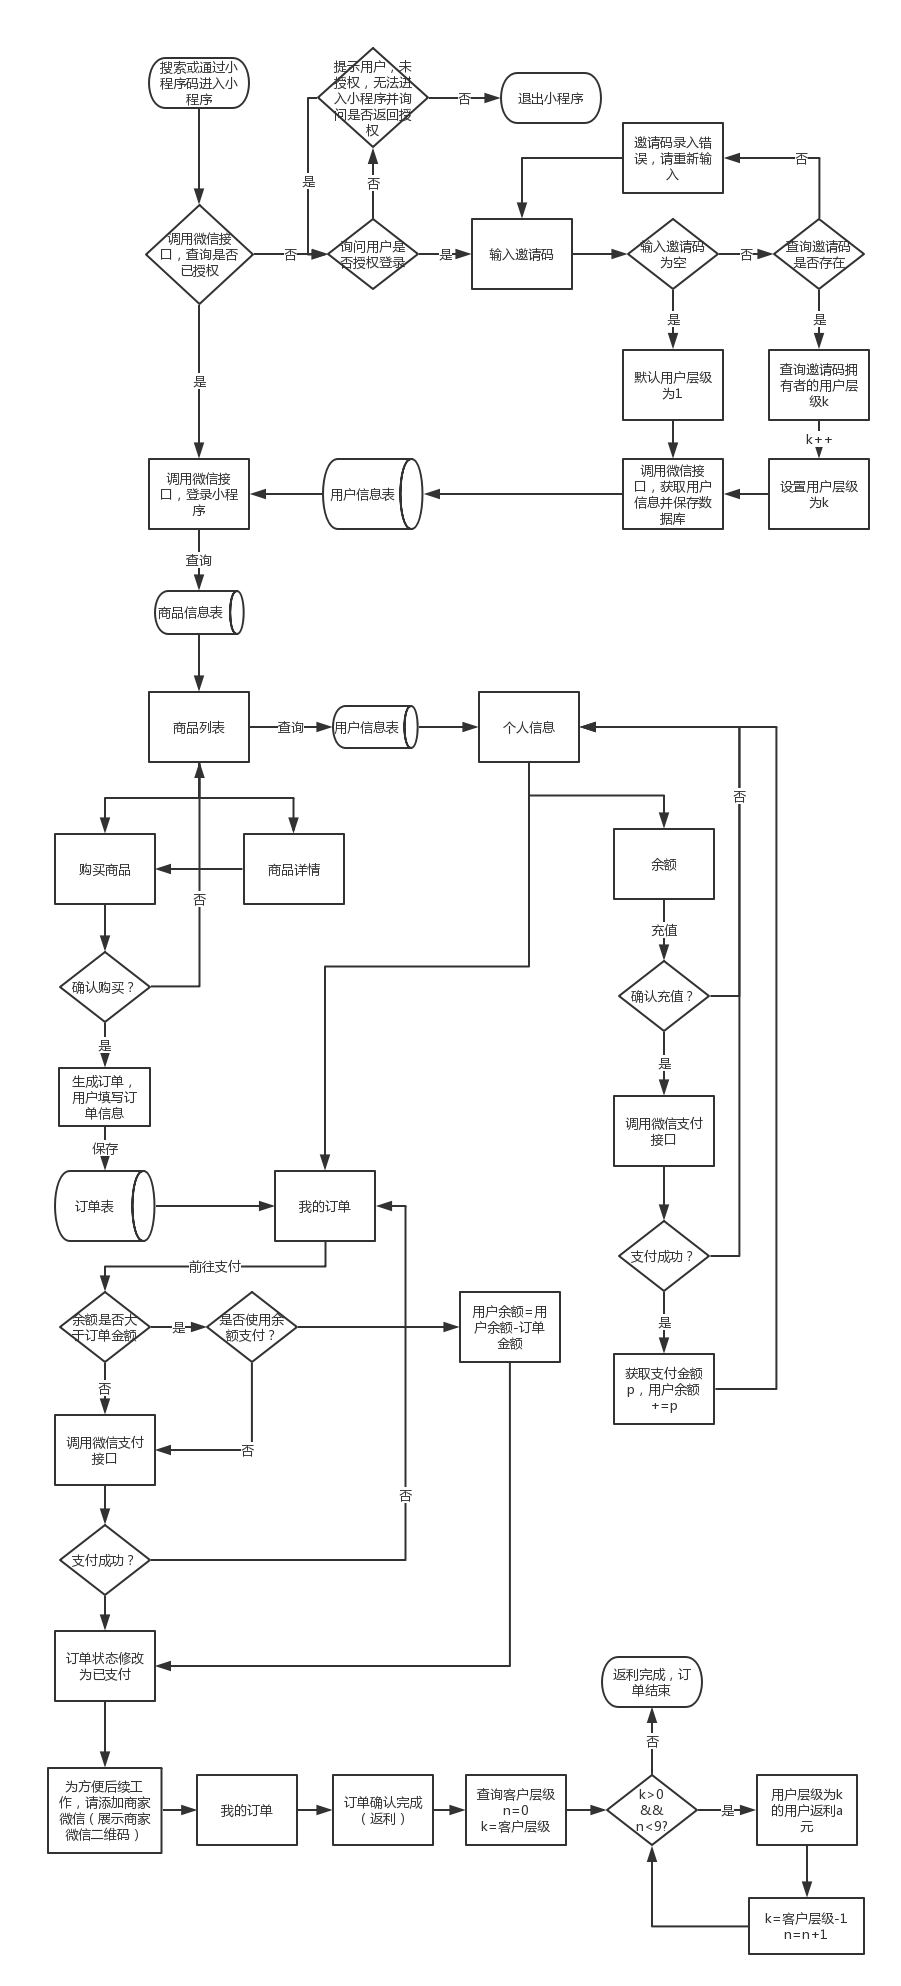 搜索或通过小
程序码进入小
程序
提示用户，未
授权，无法进
入小程序并询
问是否返回授
权
否
退出小程序
邀请码录入错
误，请重新输
入
否
是
否
调用微信接
口，查询是否
已授权
否
询问用户是
否授权登录
是
输入邀请码
输入邀请码
为空
否
查询邀请码
是否存在
是
是
是
默认用户层级
为1
查询邀请码拥
有者的用户层
级k
k++
调用微信接
口，登录小程
序
用户信息表
调用微信接
口，获取用户
信息并保存数
据库
设置用户层级
为k
查询
商品信息表
商品列表
查询
用户信息表
个人信息
否
购买商品
商品详情
余额
否
充值
确认购买？
确认充值？
是
是
生成订单，
用户填写订
单信息
调用微信支付
接口
保存
订单表
我的订单
支付成功？
前往支付
余额是否大
于订单金额
是
是否使用余
额支付？
用户余额=用
户余额-订单
金额
是
否
获取支付金额
p，用户余额
+=p
调用微信支付
接口
否
否
支付成功？
订单状态修改
为已支付
返利完成，订
单结束
否
为方便后续工
作，请添加商家
微信（展示商家
微信二维码）
我的订单
订单确认完成
（返利）
查询客户层级
n=0
k=客户层级
k>0
&&
n<9?
是
用户层级为k
的用户返利a
元
k=客户层级-1
n=n+1